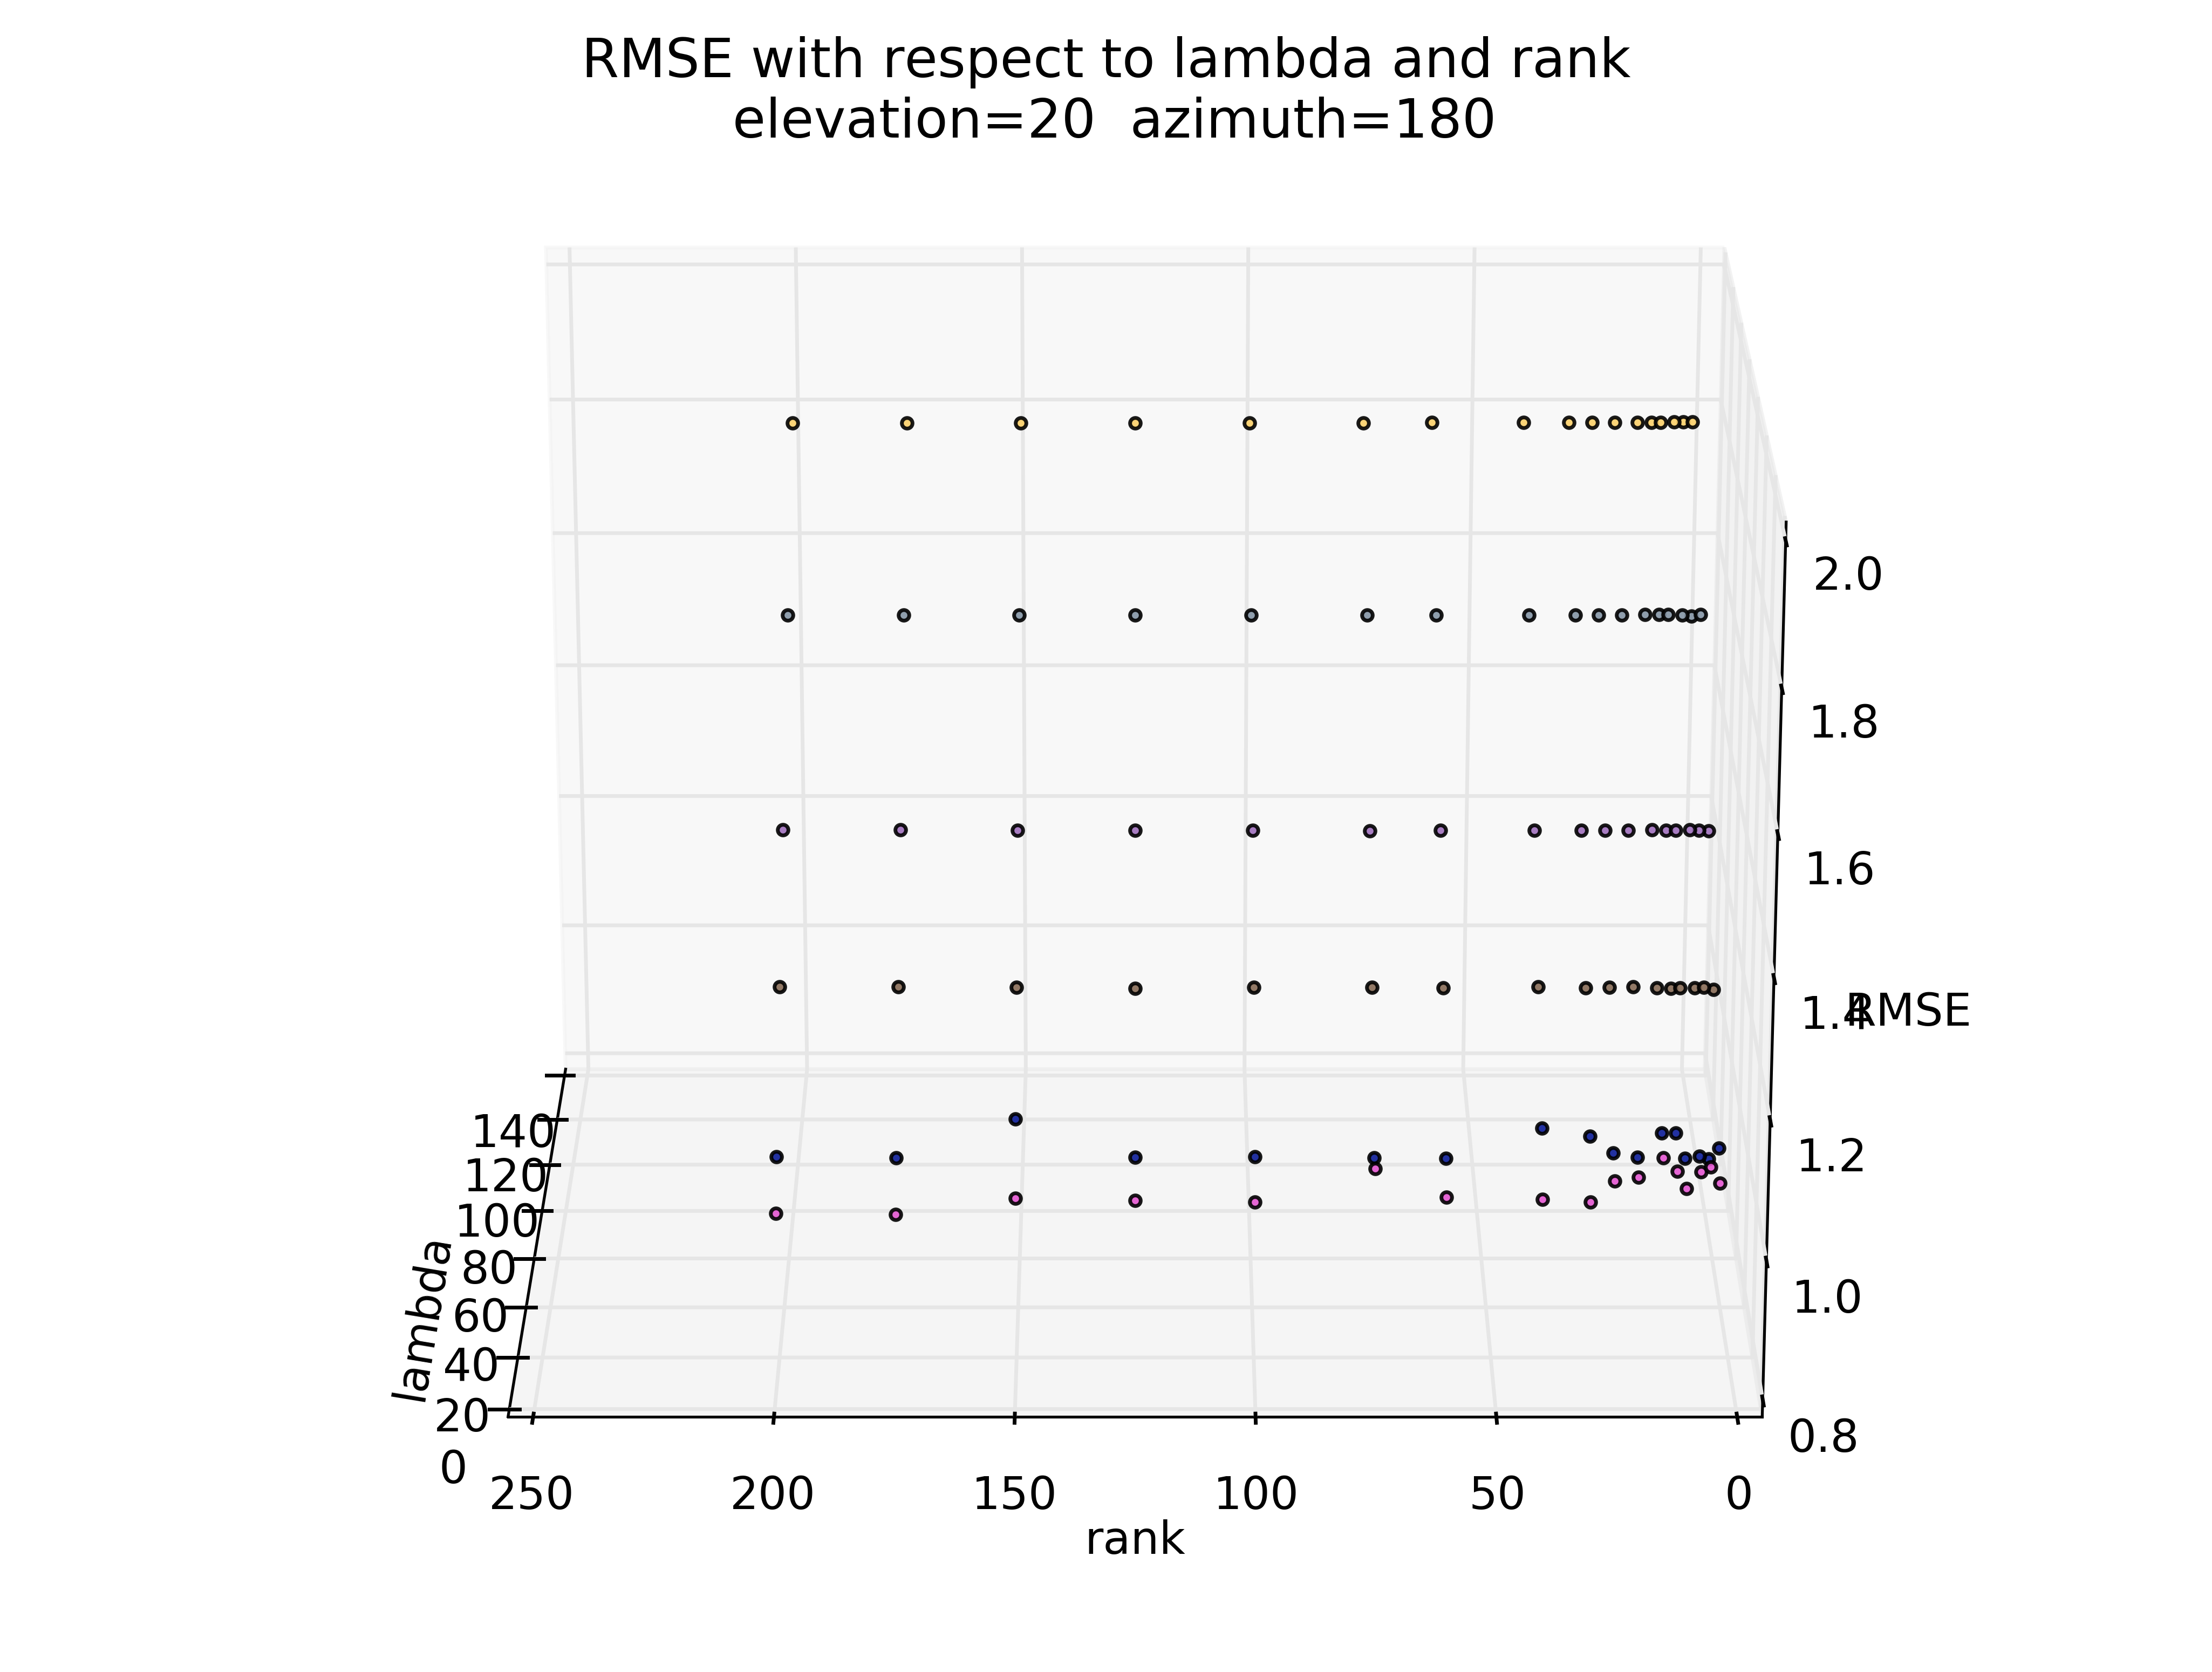 RMSE with respect to lambda and rank
elevation=20  azimuth=180
2.0
1.8
1.6
1.4
RMSE
1.2
1.0
0.8
140
120
100
80
60
40
20
0
lambda
250 200 150 100 50 0
rank